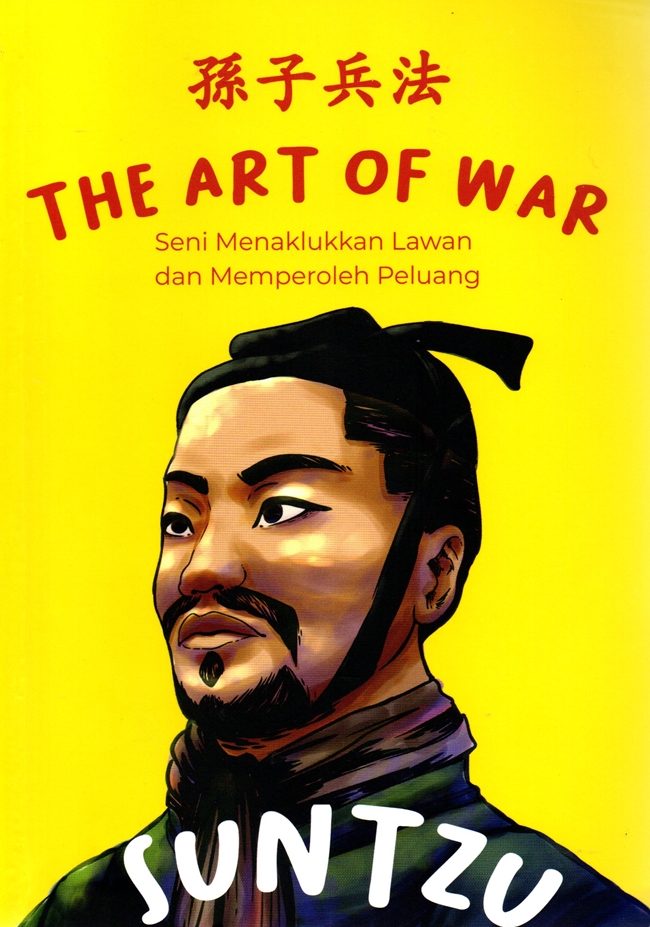 孫子兵法
THE ART OF WAR
Seni Menaklukkan Lawan
dan Memperoleh Peluang
SUNTZU